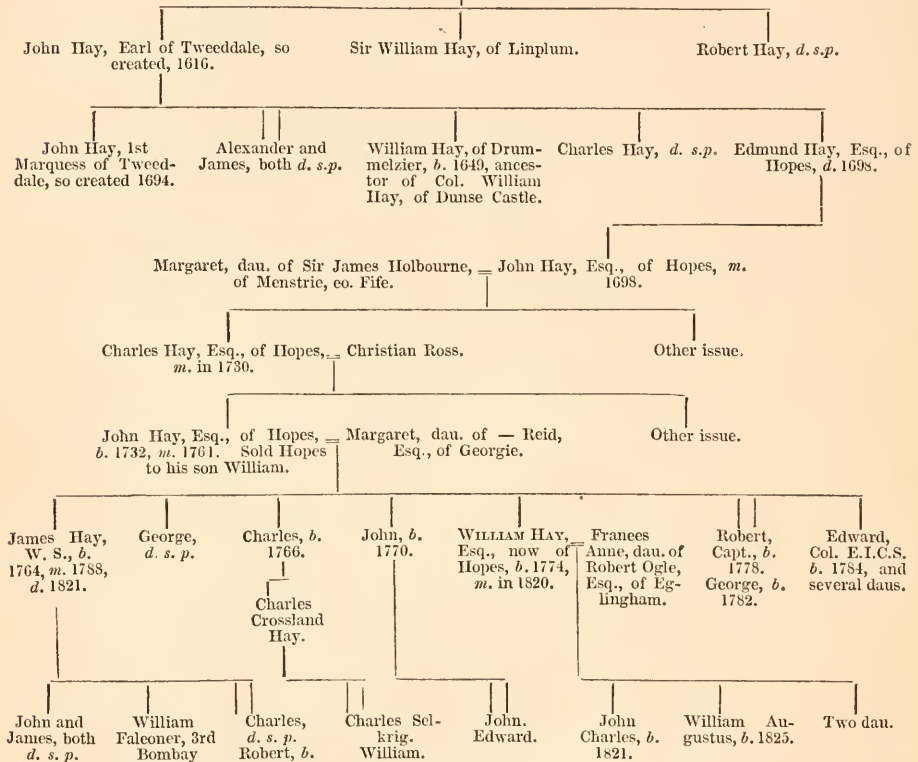 John Hay, Earl of Tweeddale, so
created, 1616.
Sir William Hay, of Linplum.
Robert Hay, d. s.p.
John Hay, 1st
Marquess of Tweed-
dale, so created 1694.
Alexander and
James, both d. s.p.
William Hay, of Drum-
melzier, b. 1649, ances-
tor of Col. William
Hay, of Dunse Castle.
Charles Hay, d. s.p.
Edmund Hay, Esq., of
Hopes, d. 1698.
Margaret, dau. of Sir James Holbourne,
of Menstrie, co. Fife.
= John Hay, Esq., of Hopes, m.
1698.
Charles Hay, Esq., of Hopes,
m. in 1730.
= Christian Ross.
Other issue.
John Hay, Esq., of Hopes,
b. 1732, m. 1761. Sold Hopes
to his son William.
= Margaret, dau. of — Reid,
Esq., of Georgie.
Other issue.
James Hay,
W. S., b.
1764, m. 1788,
d. 1821.
George,
d. s. p.
Charles, b.
1766.
Charles
Crossland
Hay.
John, b.
1770.
WILLIAM HAY,
Esq., now of
Hopes, b. 1774,
m. in 1820.
= Frances
Anne, dau. of
Robert Ogle,
Esq., of Eg-
lingham.
Robert,
Capt., b.
1778.
George, b.
1782.
Edward,
Col. E.I.C.S.
b. 1784, and
several daus.
John and
James, both
d. s. p.
William
Falconer, 3rd
Bombay
Charles,
d. s. p.
Robert, b.
Charles Sel-
krig.
William.
John.
Edward.
John
Charles, b.
1821.
William Au-
gustus, b. 1825.
Two dau.